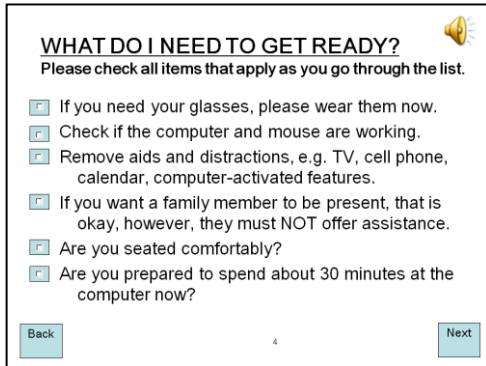 WHAT DO I NEED TO GET READY?
Please check all items that apply as you go through the list.
If you need your glasses, please wear them now.
Check if the computer and mouse are working.
Remove aids and distractions, e.g. TV, cell phone,
calendar, computer-activated features.
If you want a family member to be present, that is
okay, however, they must NOT offer assistance.
Are you seated comfortably?
Are you prepared to spend about 30 minutes at the
computer now?
Back
4
Next